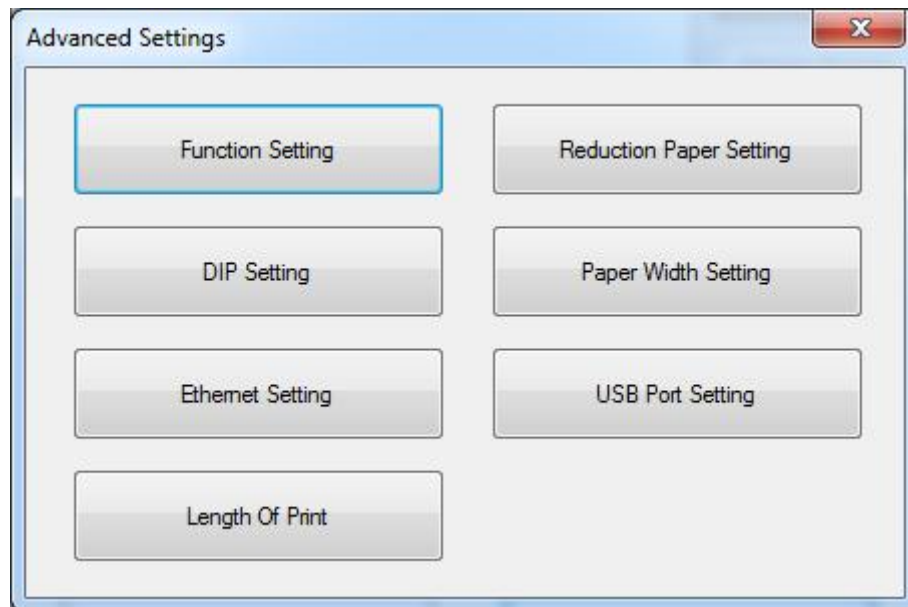 Advanced Settings
Function Setting
Reduction Paper Setting
DIP Setting
Paper Width Setting
Ethernet Setting
USB Port Setting
Length Of Print